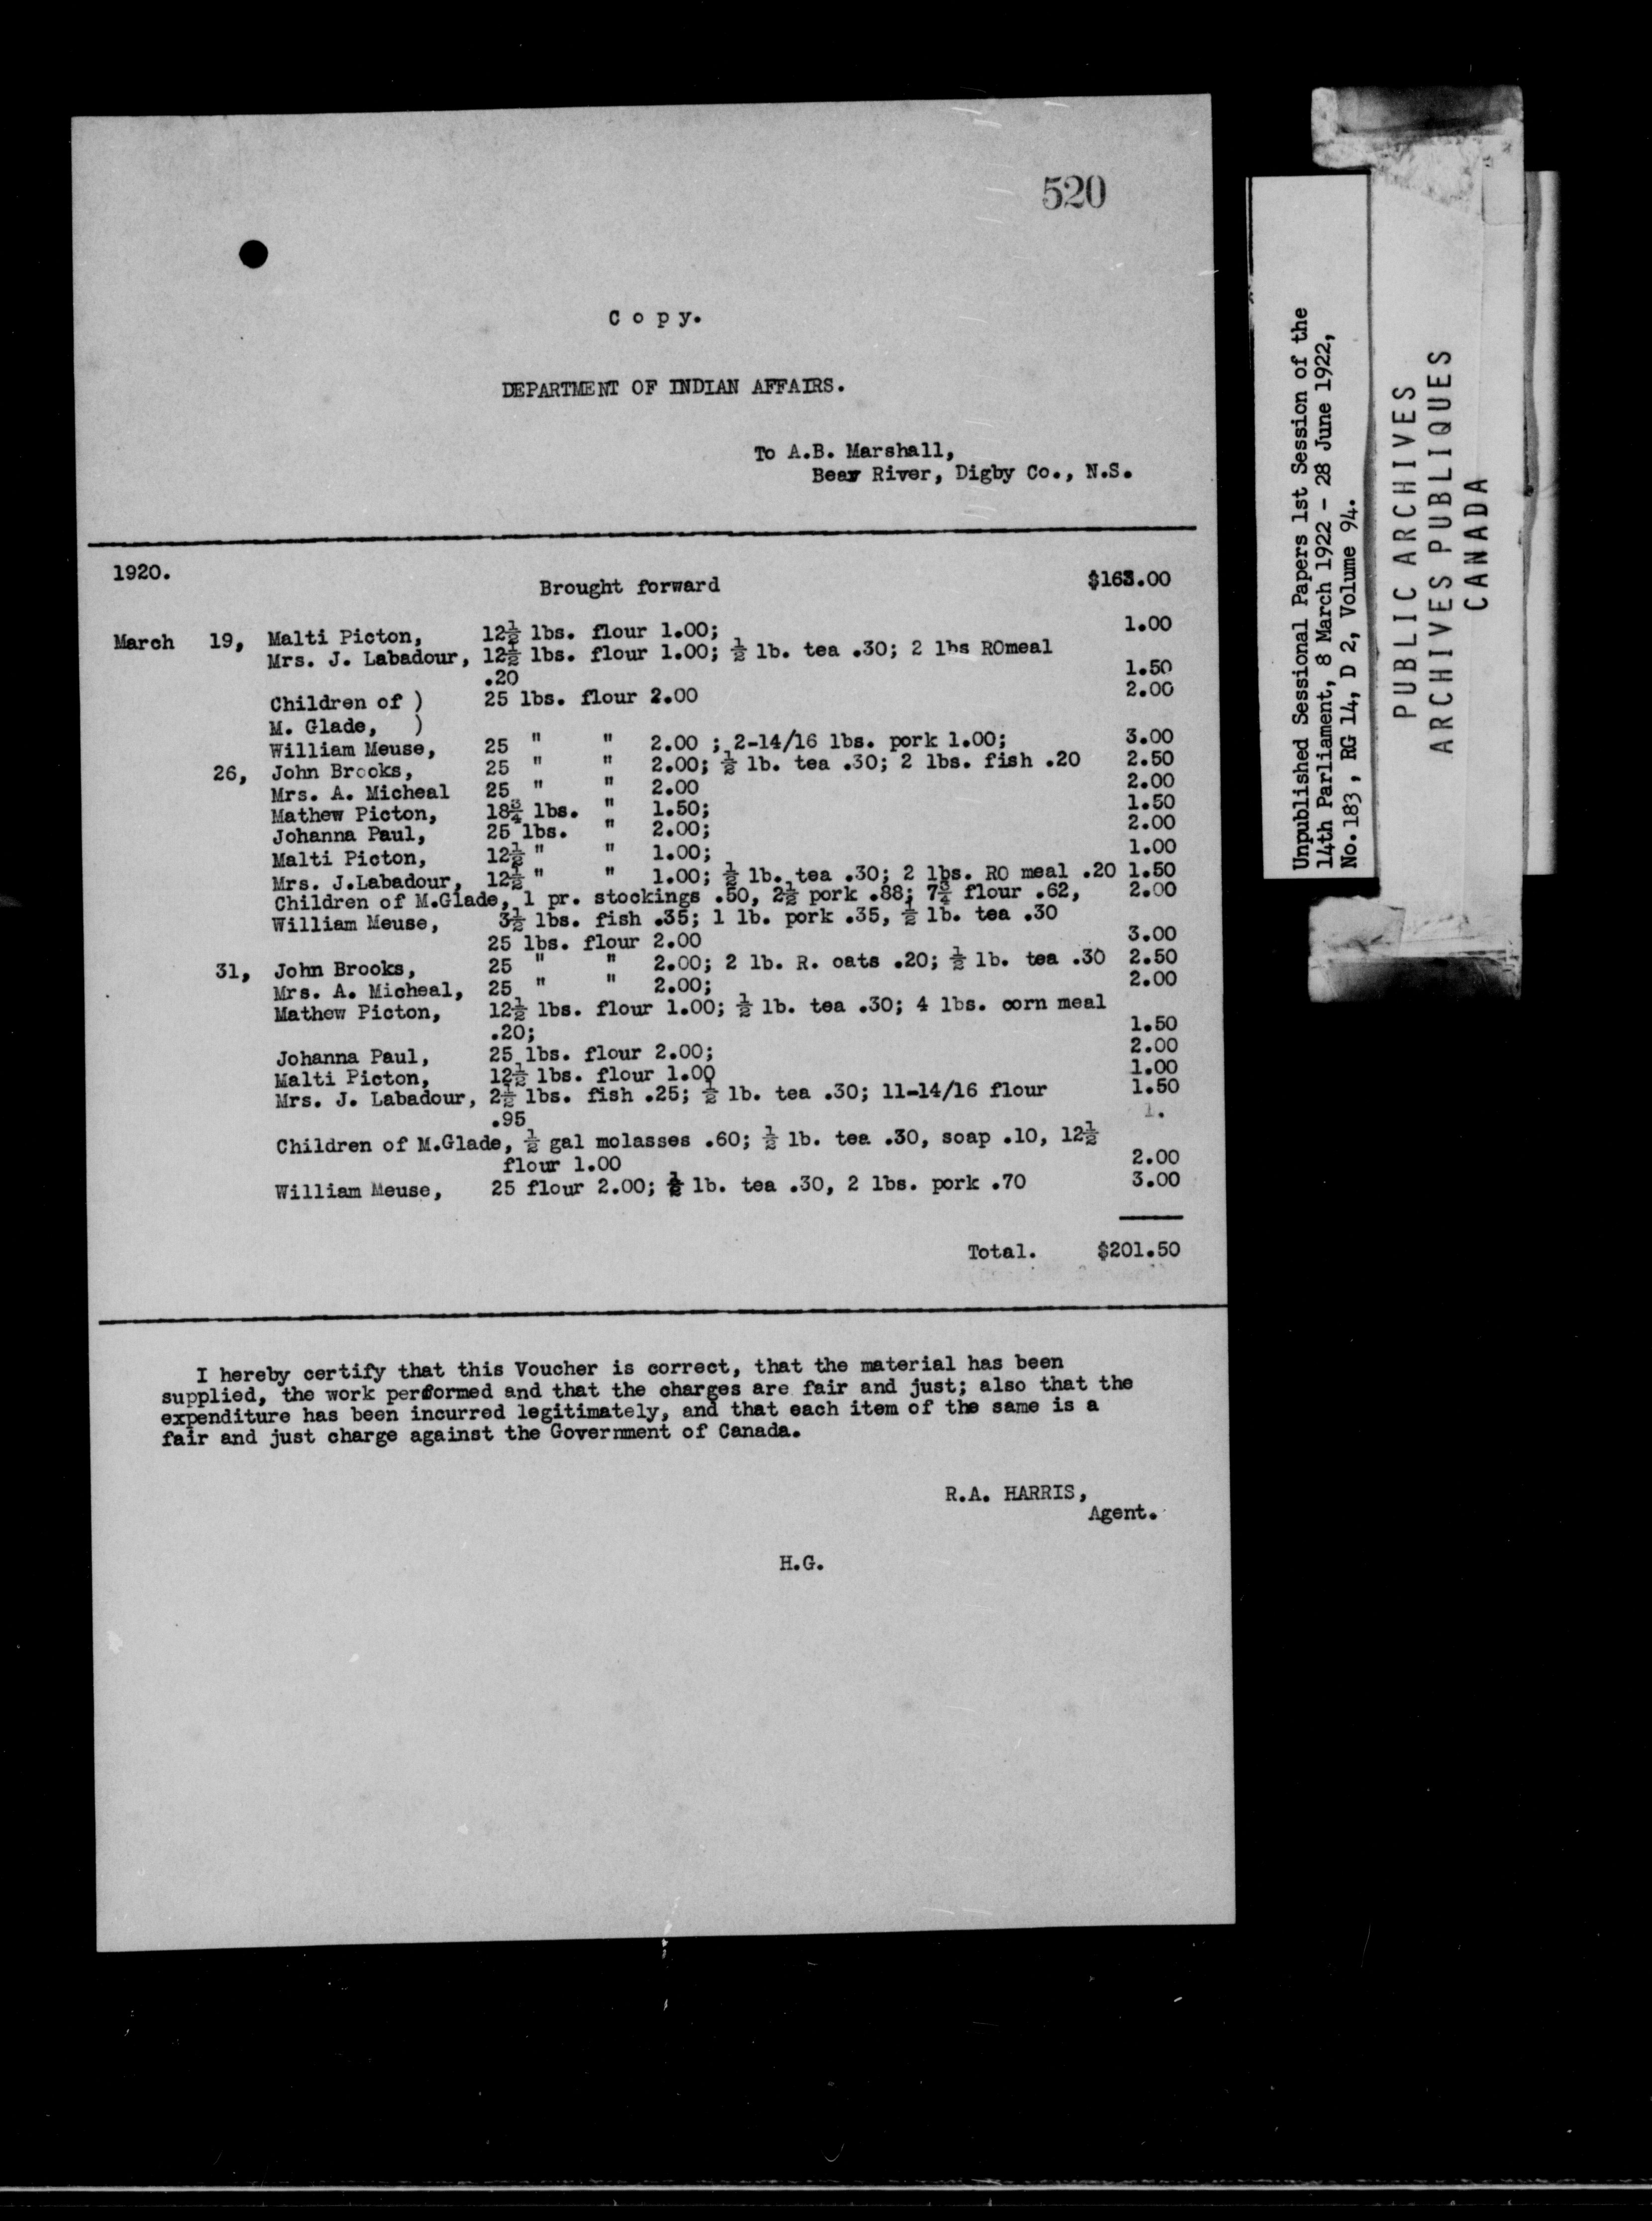 520
C o p y.
DEPARTMENT OF INDIAN AFFAIRS.
To A.B. Marshall,
Bear River, Digby Co., N.S.
1920.
Brought forward $163.00
March 19, Malti Picton, 12½ lbs. flour 1.00; 1.00
Mrs. J. Labadour, 12½ lbs. flour 1.00; ½ lb. tea .30; 2 lbs ROmeal
.20 1.50
Children of ) 25 lbs. flour 2.00 2.00
M. Glade, )
William Meuse, 25 " " 2.00 ; 2-14/16 lbs. pork 1.00; 3.00
26, John Brooks, 25 " " 2.00; ½ lb. tea .30; 2 lbs. fish .20 2.50
Mrs. A. Micheal 25 " " 2.00 2.00
Mathew Picton, 18¾ lbs. " 1.50; 1.50
Johanna Paul, 25 lbs. " 2.00; 2.00
Malti Picton, 12½ " " 1.00; 1.00
Mrs. J.Labadour, 12½ " " 1.00; ½ lb. tea .30; 2 lbs. RO meal .20 1.50
Children of M.Glade, 1 pr. stockings .50, 2½ pork .88; 7¾ flour .62, 2.00
William Meuse, 3½ lbs. fish .35; 1 lb. pork .35, ½ lb. tea .30
25 lbs. flour 2.00 3.00
31, John Brooks, 25 " " 2.00; 2 lb. R. oats .20; ½ lb. tea .30 2.50
Mrs. A. Micheal, 25 " " 2.00; 2.00
Mathew Picton, 12½ lbs. flour 1.00; ½ lb. tea .30; 4 lbs. corn meal
.20; 1.50
Johanna Paul, 25 lbs. flour 2.00; 2.00
Malti Picton, 12½ lbs. flour 1.00 1.00
Mrs. J. Labadour, 2½ lbs. fish .25; ½ lb. tea .30; 11-14/16 flour 1.50
.95 1.
Children of M.Glade, ½ gal molasses .60; ½ lb. tea .30, soap .10, 12½
flour 1.00 2.00
William Meuse, 25 flour 2.00; ½ lb. tea .30, 2 lbs. pork .70 3.00
Total. $201.50
I hereby certify that this Voucher is correct, that the material has been
supplied, the work performed and that the charges are fair and just; also that the
expenditure has been incurred legitimately, and that each item of the same is a
fair and just charge against the Government of Canada.
R.A. HARRIS,
Agent.
H.G.
Unpublished Sessional Papers 1st Session of the
14th Parliament, 8 March 1922 - 28 June 1922,
No.183, RG 14, D 2, Volume 94.
PUBLIC ARCHIVES
ARCHIVES PUBLIQUES
CANADA